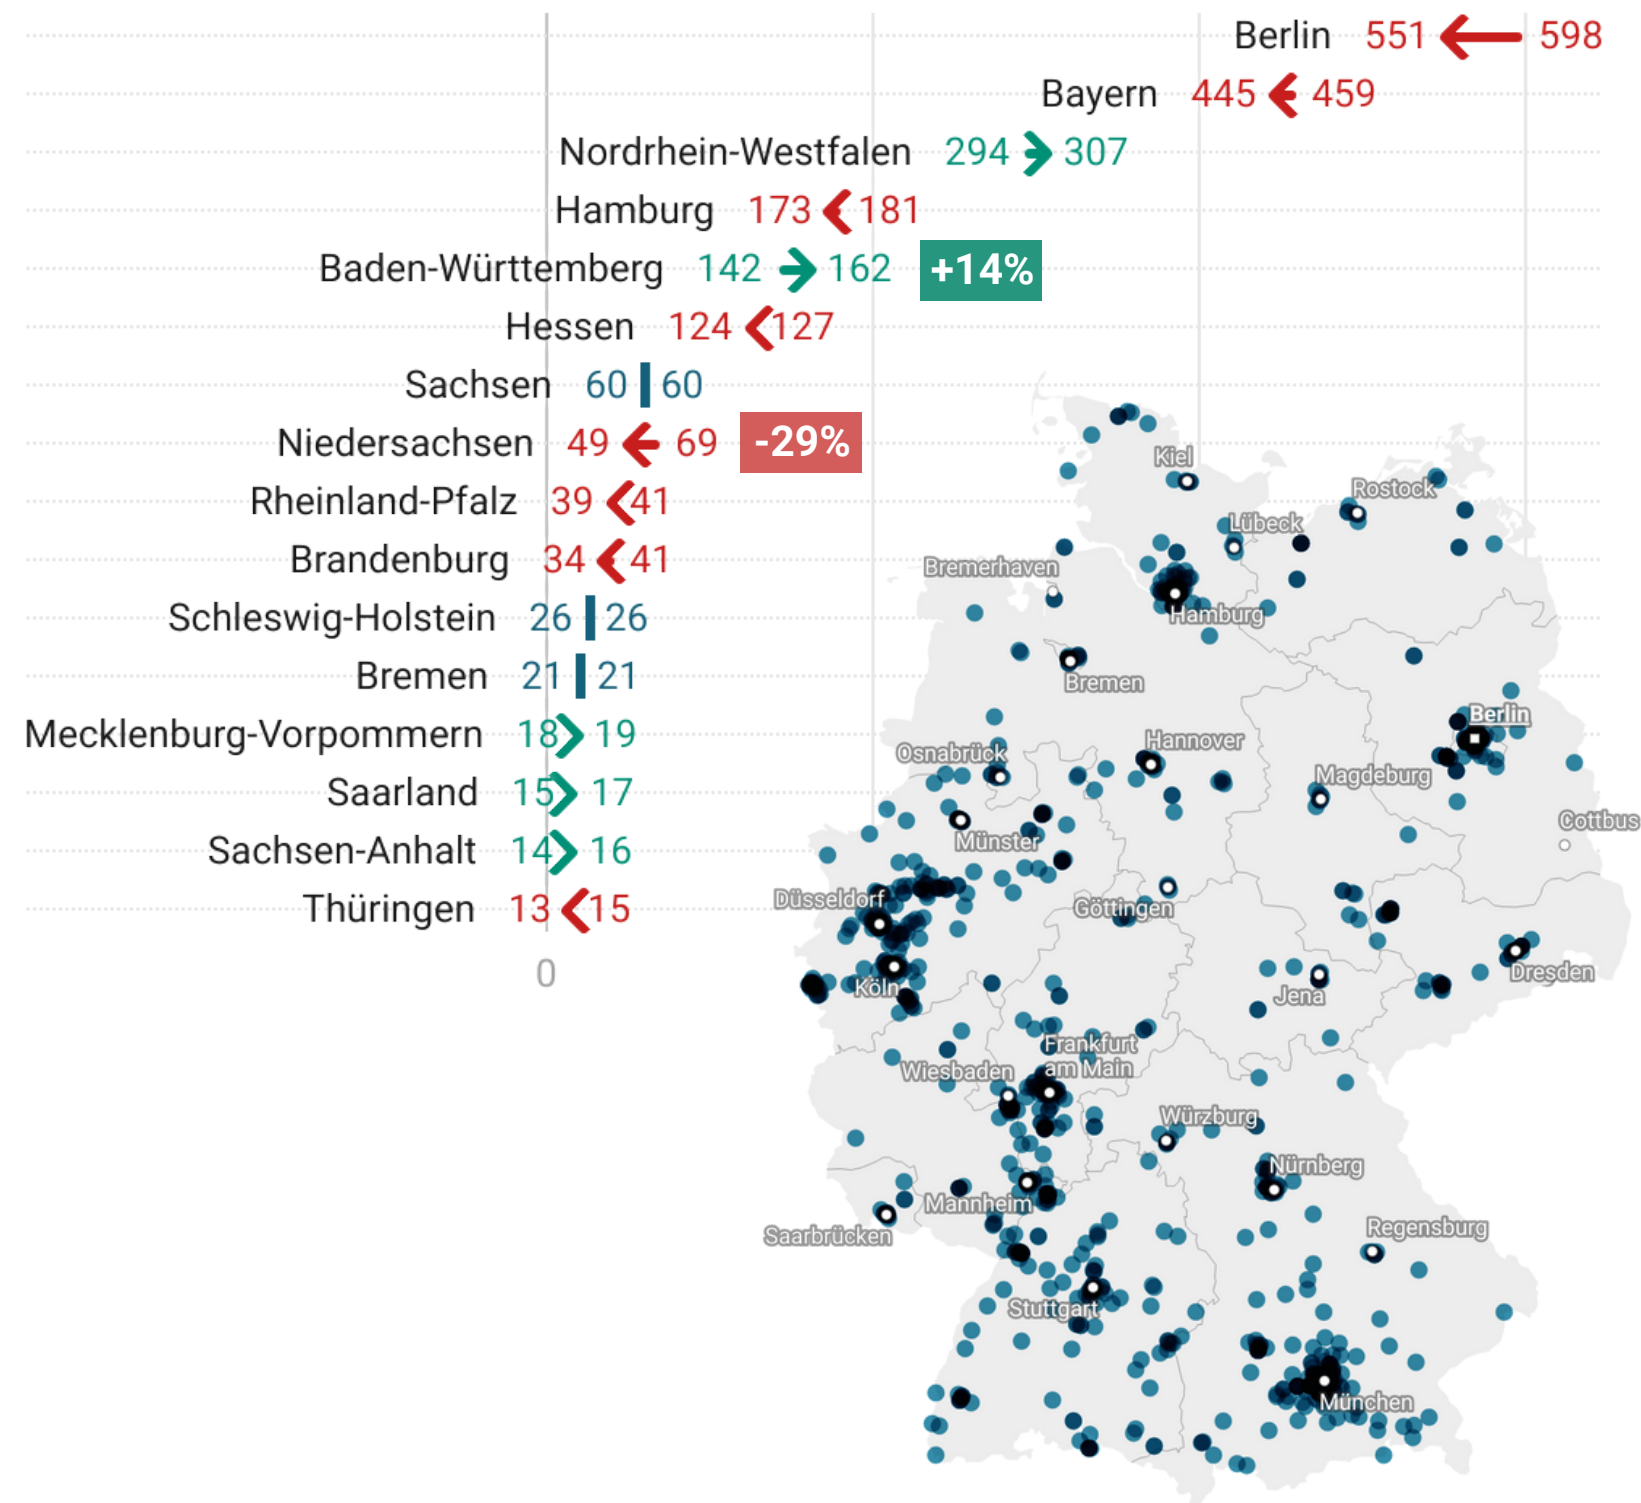 Berlin 551 598
Bayern 445 459
Nordrhein-Westfalen 294 307
Hamburg 173 181
Baden-Württemberg 142 162 +14%
Hessen 124 127
Sachsen 60 60
Niedersachsen 49 69 -29%
Rheinland-Pfalz 39 41
Brandenburg 34 41
Schleswig-Holstein 26 26
Bremen 21 21
Mecklenburg-Vorpommern 18 19
Saarland 15 17
Sachsen-Anhalt 14 16
Thüringen 13 15
0
Kiel
Rostock
Lübeck
Bremerhaven
Hamburg
Bremen
Berlin
Hannover
Osnabrück
Magdeburg
Cottbus
Münster
Düsseldorf
Göttingen
Dresden
Köln
Jena
Frankfurt
am Main
Wiesbaden
Würzburg
Nürnberg
Mannheim
Regensburg
Saarbrücken
Stuttgart
München